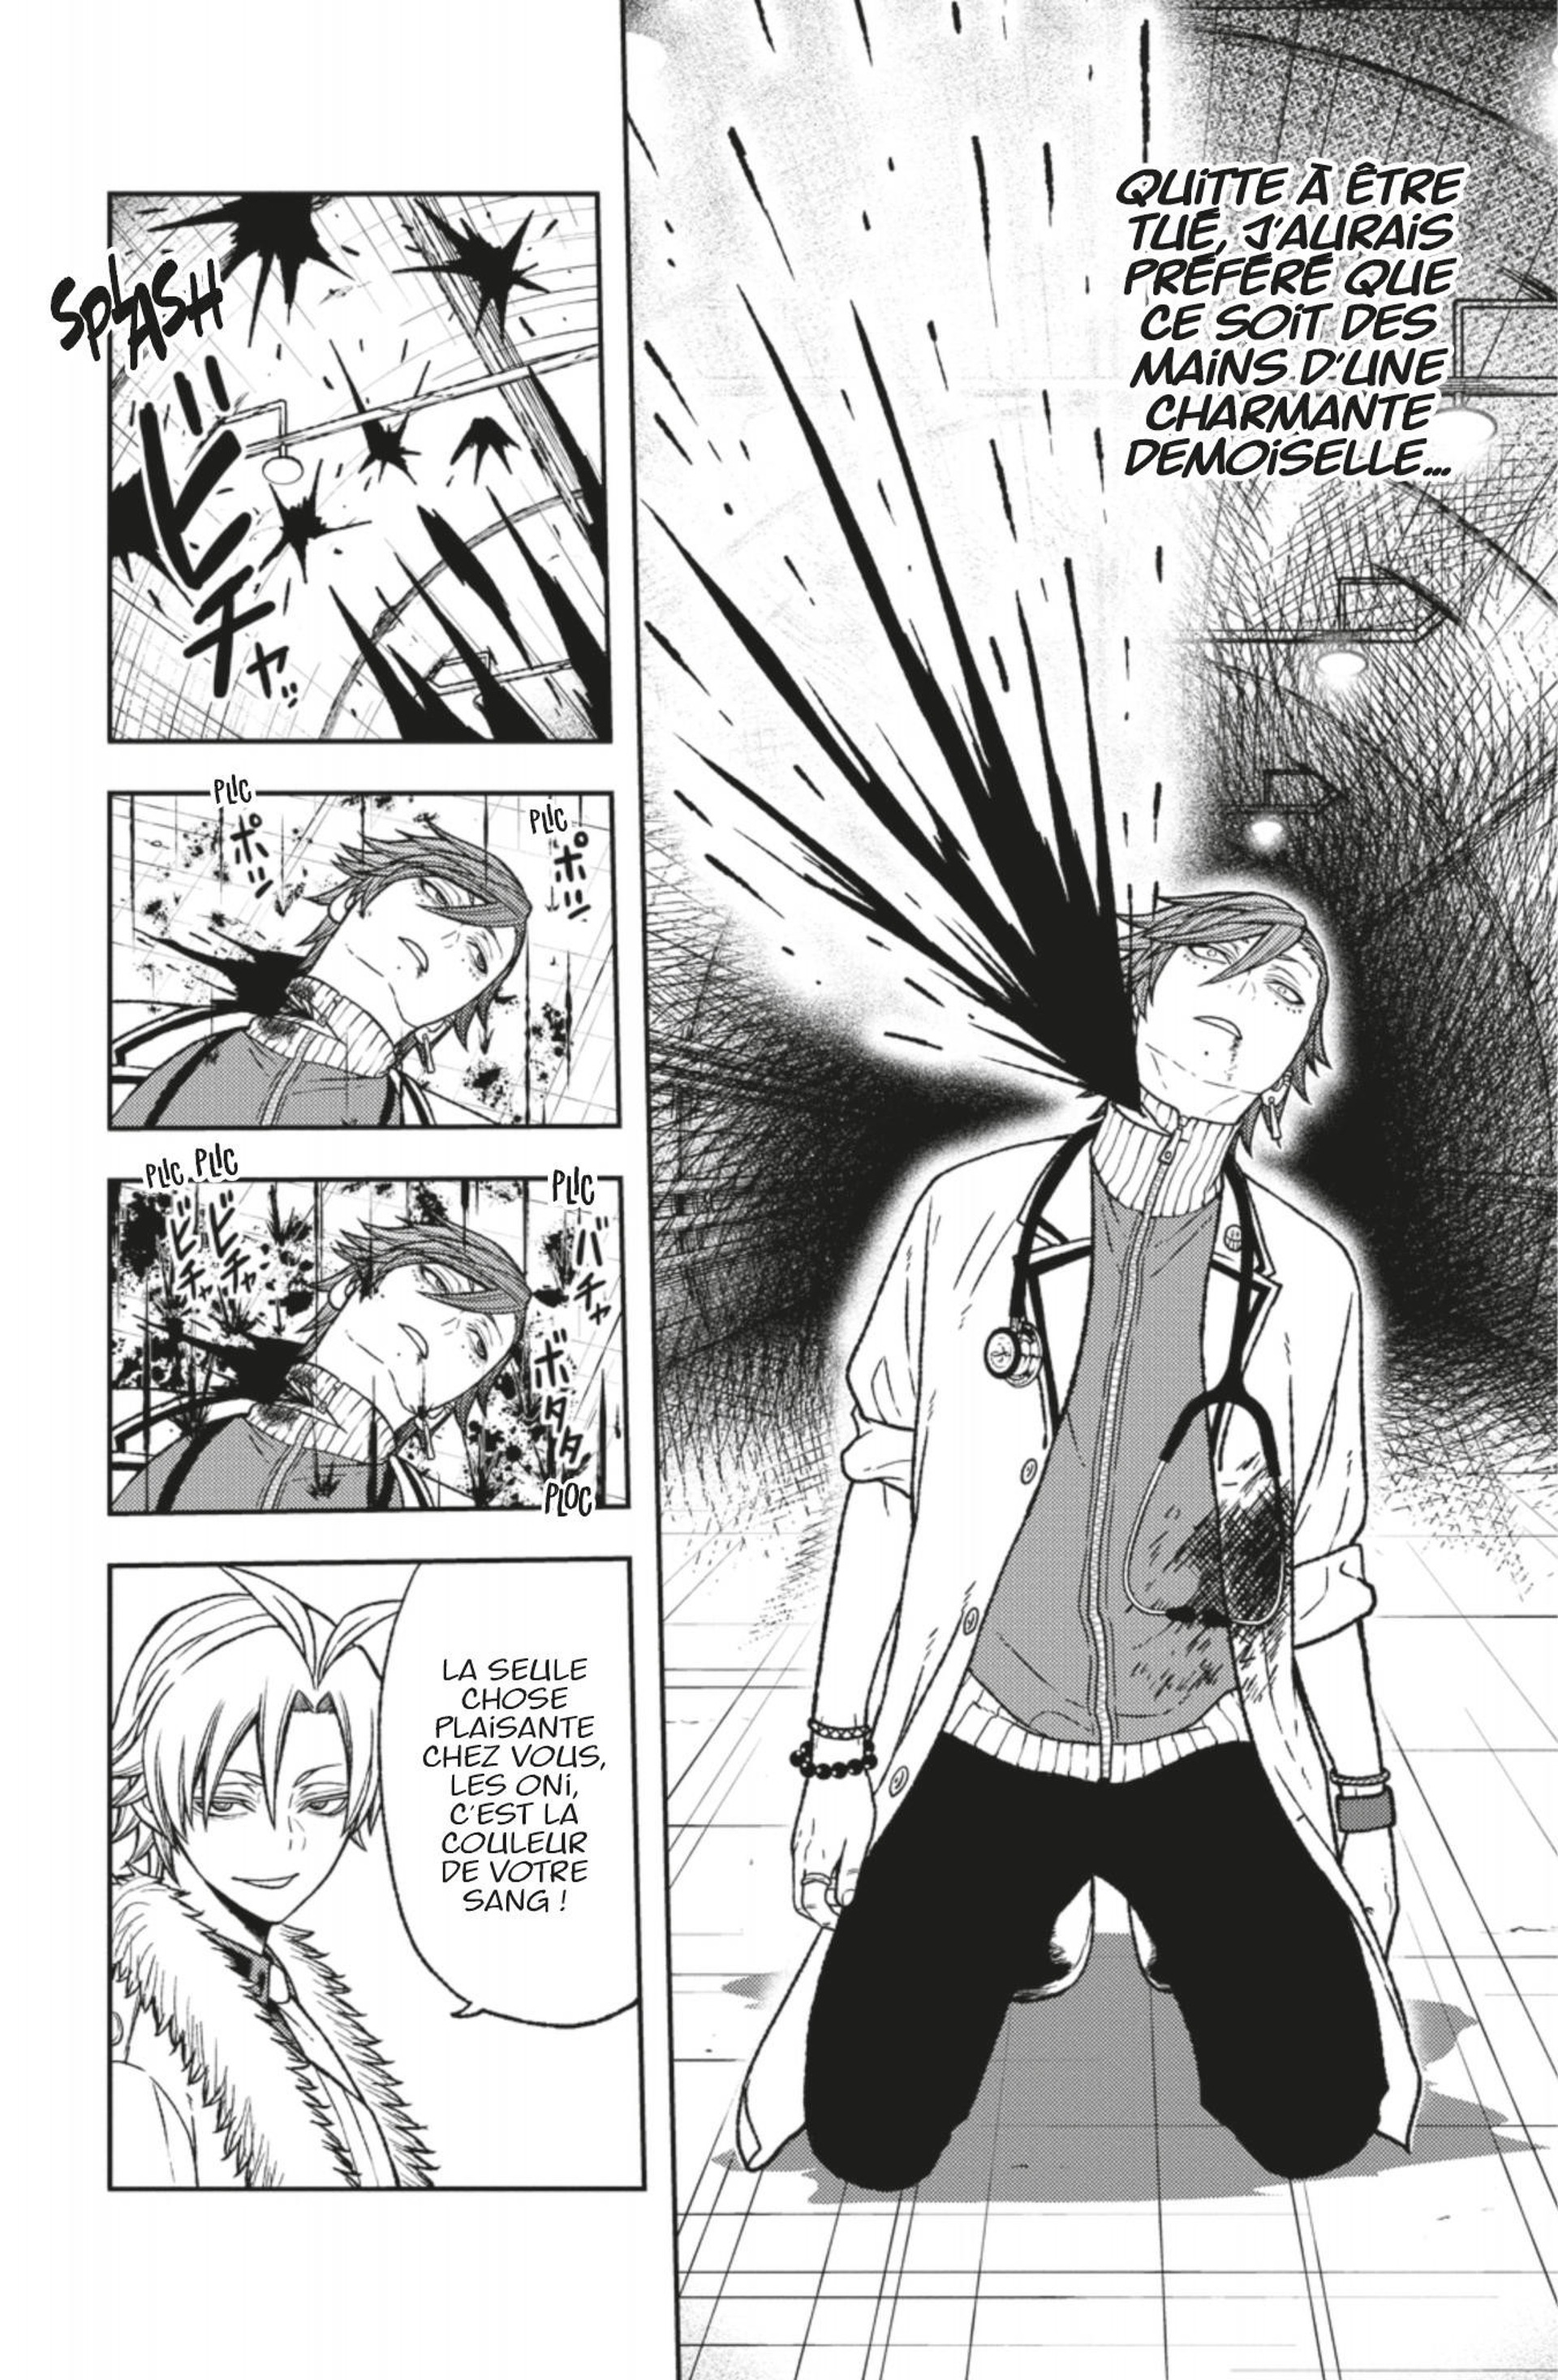 QUITTE À ÊTRE
TUÉ, J'AURAIS
PRÉFÉRÉ QUE
CE SOIT DES
MAINS D'UNE
CHARMANTE
DEMOISELLE...
SPLASH
ビチャッ
PLIC
ポッ
PLIC
ポッ
PLIC PLIC
ビチャ
ビチャ
PLIC
バチャ
ボタタ
PLOC
LA SEULE
CHOSE
PLAISANTE
CHEZ VOUS,
LES ONI,
C'EST LA
COULEUR
DE VOTRE
SANG !